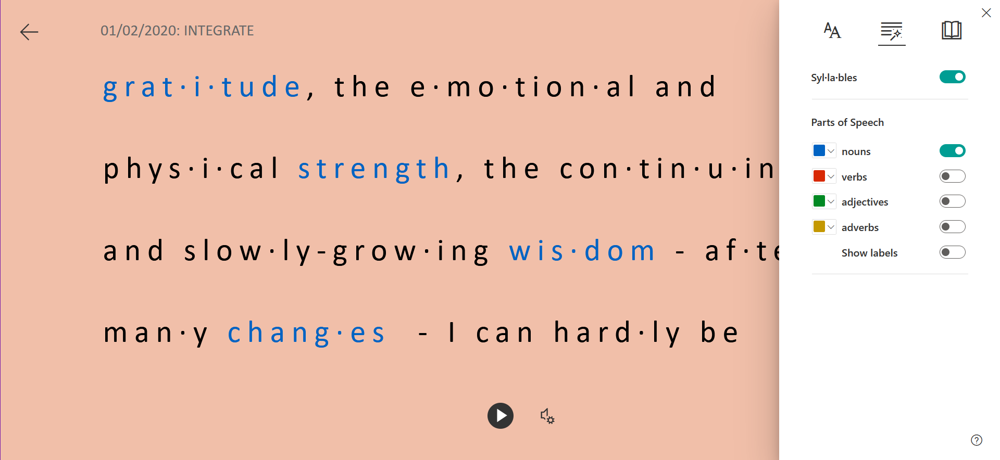 01/02/2020: INTEGRATE
grat·i·tude, the e·mo·tion·al and
phys·i·cal strength, the con·tin·u·in
and slow·ly-grow·ing wis·dom - af·te
man·y chang·es - I can hard·ly be
AA
Syl·la·bles
Parts of Speech
nouns
verbs
adjectives
adverbs
Show labels
?